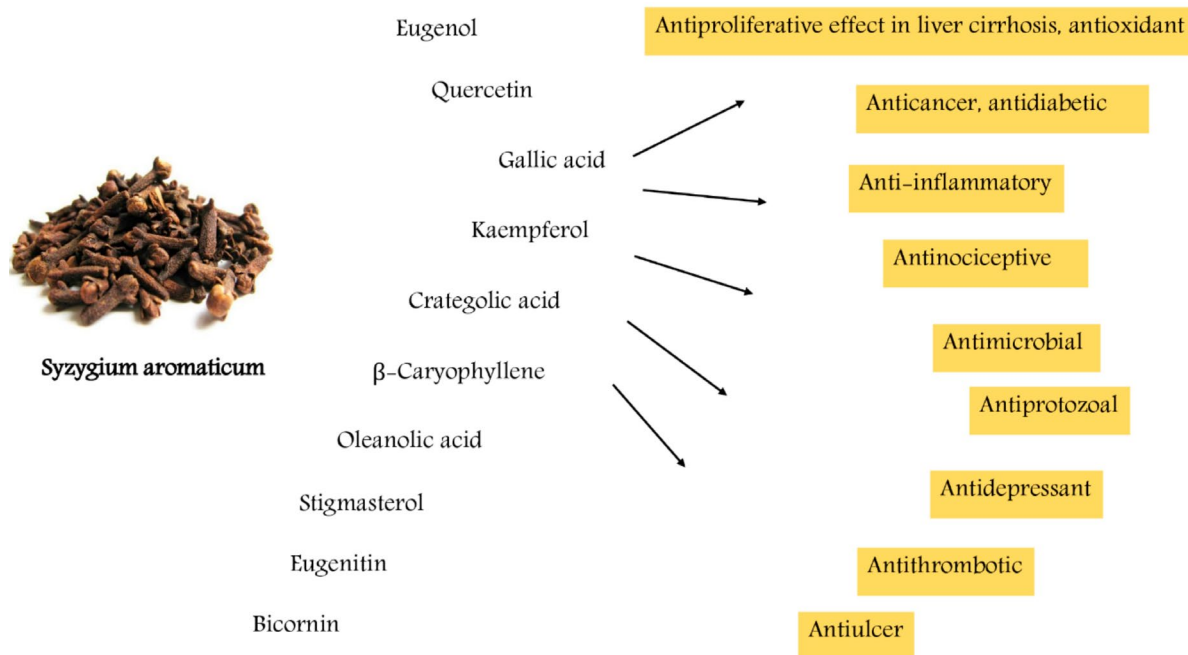 Eugenol
Antiproliferative effect in liver cirrhosis, antioxidant
Quercetin
Anticancer, antidiabetic
Gallic acid
Anti-inflammatory
Kaempferol
Antinociceptive
Crategolic acid
Antimicrobial
Syzygium aromaticum
β-Caryophyllene
Antiprotozoal
Oleanolic acid
Stigmasterol
Antidepressant
Eugenitin
Antithrombotic
Bicornin
Antiulcer